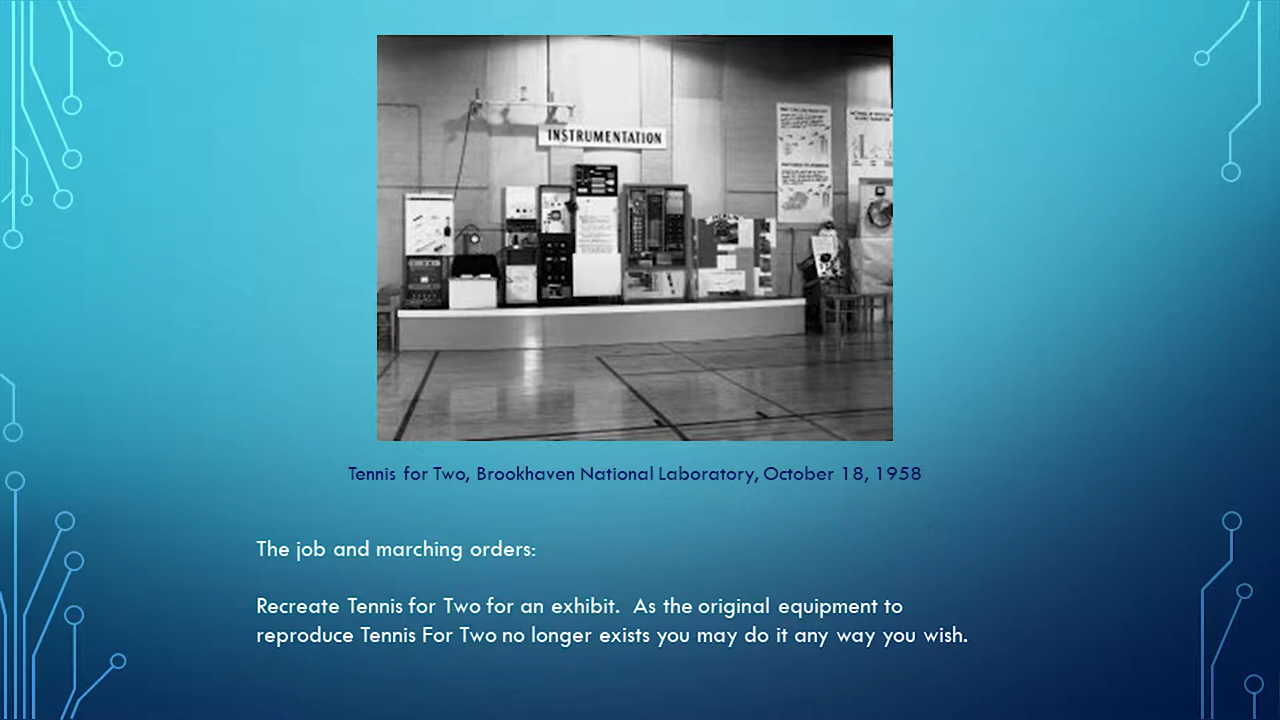 INSTRUMENTATION
Tennis for Two, Brookhaven National Laboratory, October 18, 1958
The job and marching orders:
Recreate Tennis for Two for an exhibit. As the original equipment to
reproduce Tennis For Two no longer exists you may do it any way you wish.